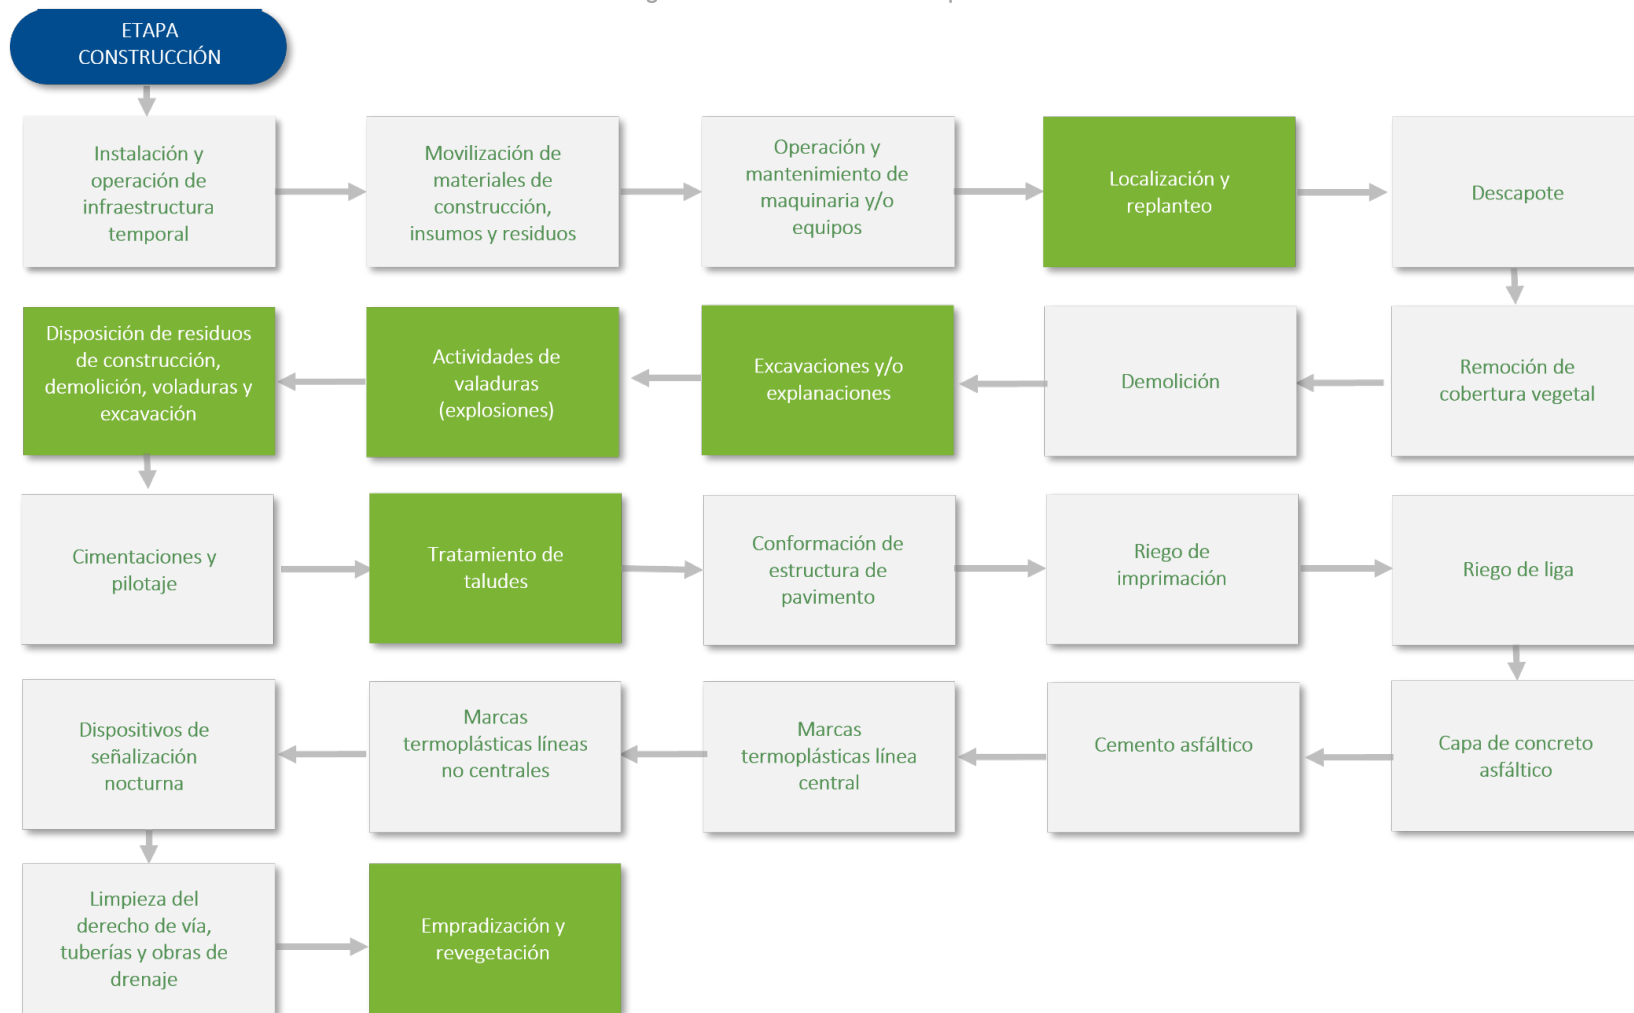 ETAPA
CONSTRUCCIÓN
Instalación y
operación de
infraestructura
temporal
Movilización de
materiales de
construcción,
insumos y residuos
Operación y
mantenimiento de
maquinaria y/o
equipos
Localización y
replanteo
Descapote
Remoción de
cobertura vegetal
Demolición
Excavaciones y/o
explanaciones
Actividades de
valaduras
(explosiones)
Disposición de residuos
de construcción,
demolición, voladuras y
excavación
Cimentaciones y
pilotaje
Tratamiento de
taludes
Conformación de
estructura de
pavimento
Riego de
imprimación
Riego de liga
Capa de concreto
asfáltico
Cemento asfáltico
Marcas
termoplásticas línea
central
Marcas
termoplásticas líneas
no centrales
Dispositivos de
señalización
nocturna
Limpieza del
derecho de vía,
tuberías y obras de
drenaje
Empradización y
revegetación